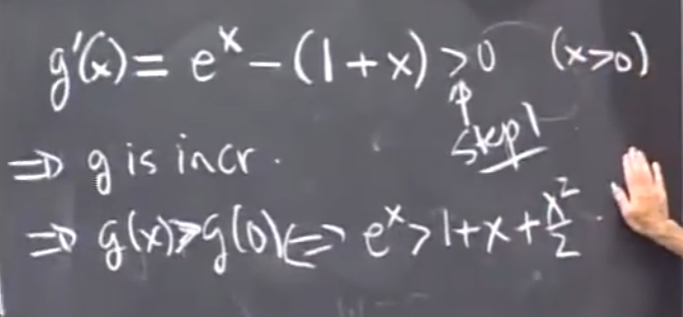 g'(x) = e^x - (1+x) > 0 (x>0)
↑
step 1
⇒ g is incr.
⇒ g(x) > g(0) ⇔ e^x > 1+x+x²/2.